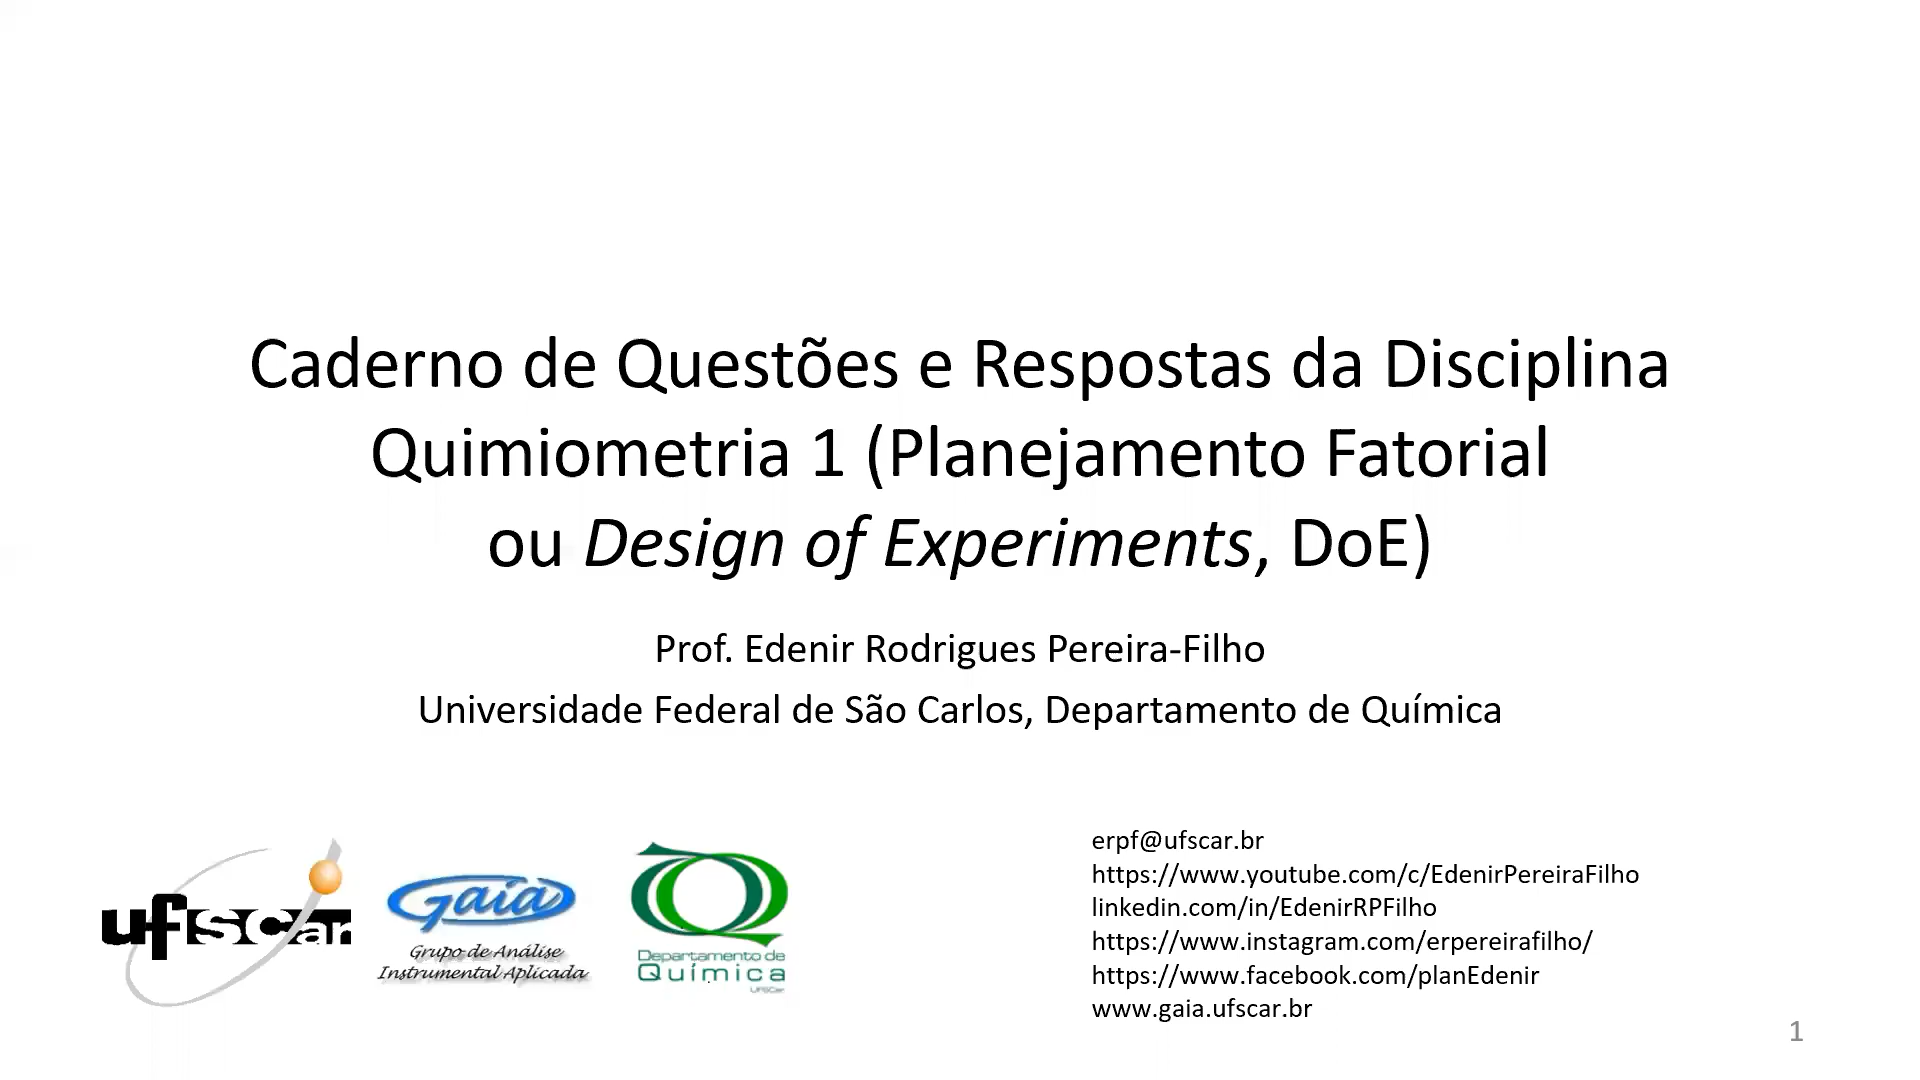 Caderno de Questões e Respostas da Disciplina
Quimiometria 1 (Planejamento Fatorial
ou Design of Experiments, DoE)
Prof. Edenir Rodrigues Pereira-Filho
Universidade Federal de São Carlos, Departamento de Química
ufscar
Gaia
Grupo de Análise
Instrumental Aplicada
Departamento de
Química
UFSCar
erpf@ufscar.br
https://www.youtube.com/c/EdenirPereiraFilho
linkedin.com/in/EdenirRPFilho
https://www.instagram.com/erpereirafilho/
https://www.facebook.com/planEdenir
www.gaia.ufscar.br
1